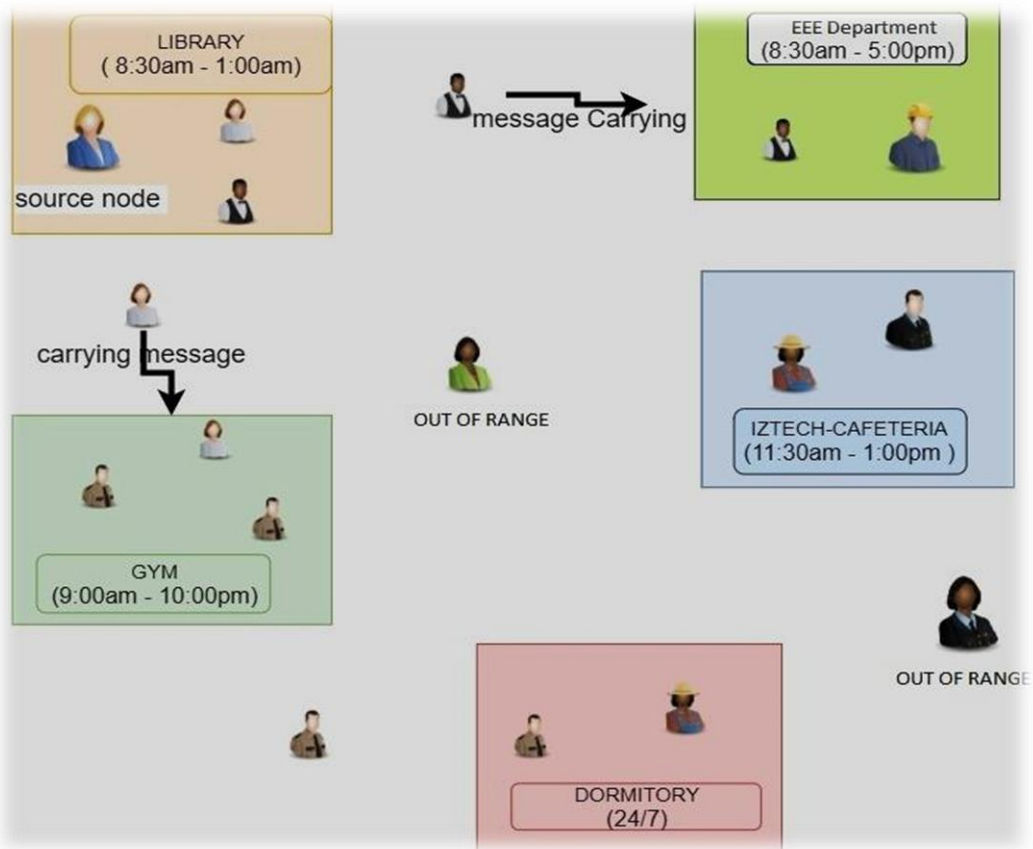 LIBRARY
( 8:30am - 1:00am)
source node
message Carrying
EEE Department
(8:30am - 5:00pm)
carrying message
OUT OF RANGE
IZTECH-CAFETERIA
(11:30am - 1:00pm )
GYM
(9:00am - 10:00pm)
OUT OF RANGE
DORMITORY
(24/7)